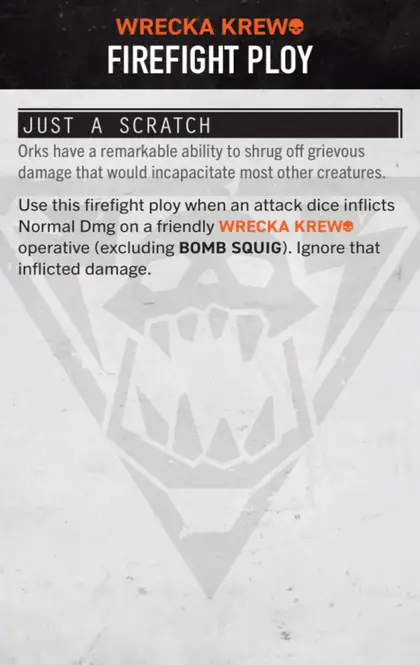 WRECKA KREW
FIREFIGHT PLOY
JUST A SCRATCH
Orks have a remarkable ability to shrug off grievous
damage that would incapacitate most other creatures.
Use this firefight ploy when an attack dice inflicts
Normal Dmg on a friendly WRECKA KREW
operative (excluding BOMB SQUIG). Ignore that
inflicted damage.